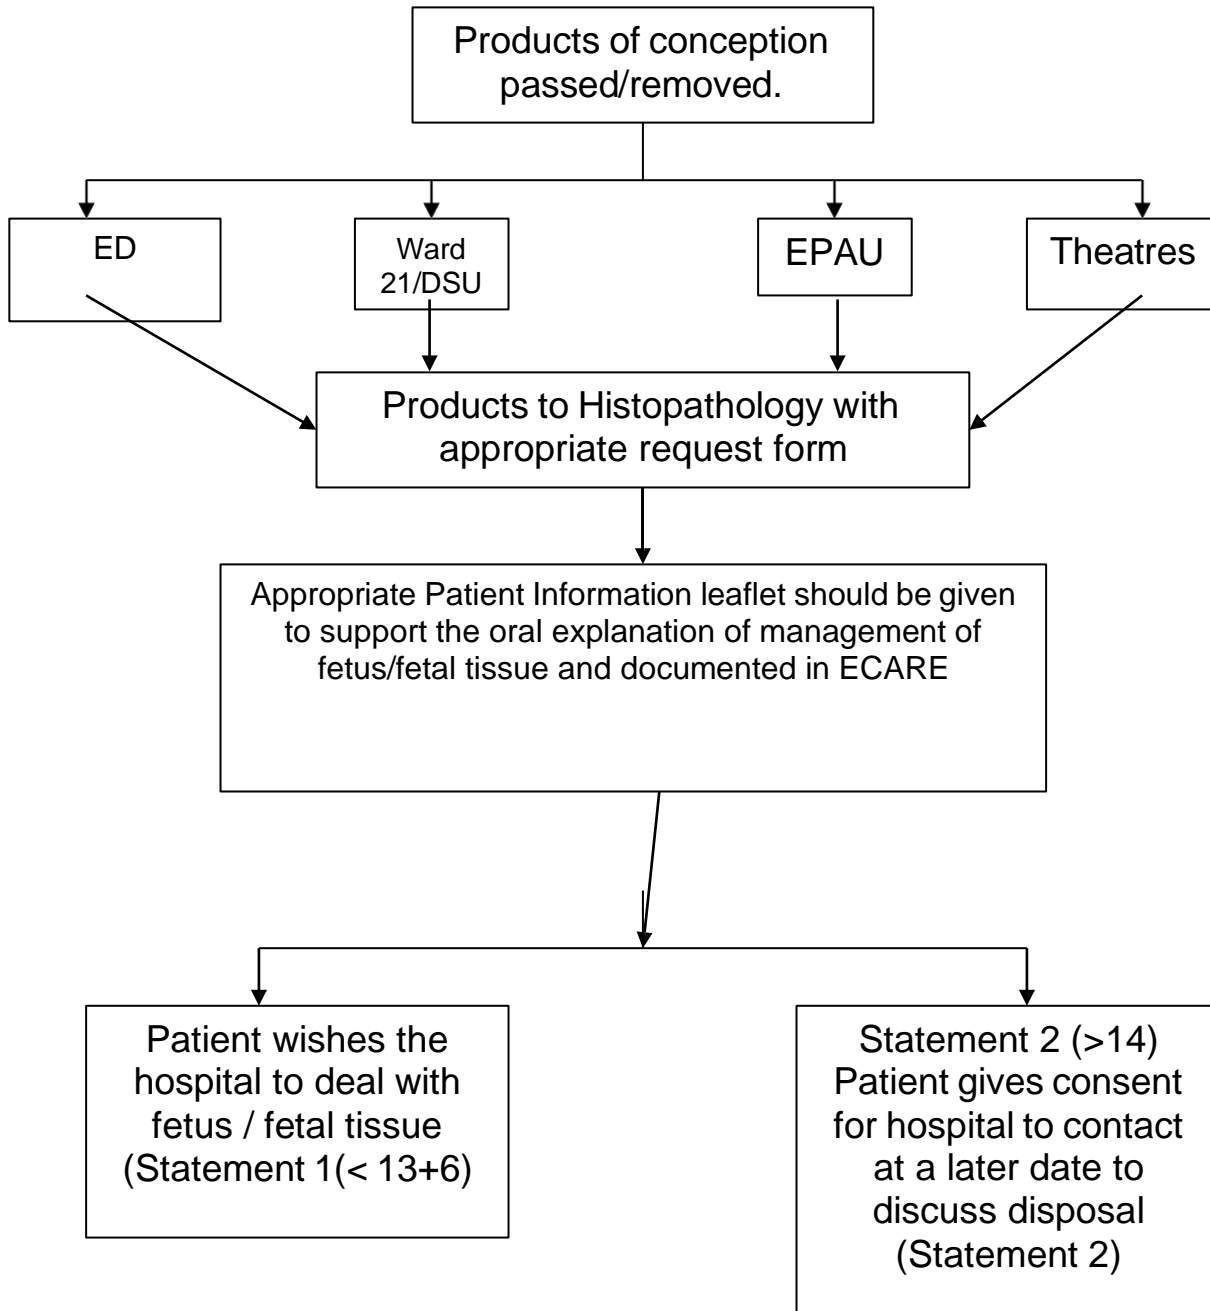 Products of conception
passed/removed.
ED
Ward
21/DSU
EPAU
Theatres
Products to Histopathology with
appropriate request form
Appropriate Patient Information leaflet should be given
to support the oral explanation of management of
fetus/fetal tissue and documented in ECARE
Patient wishes the
hospital to deal with
fetus / fetal tissue
(Statement 1(< 13+6)
Statement 2 (>14)
Patient gives consent
for hospital to contact
at a later date to
discuss disposal
(Statement 2)